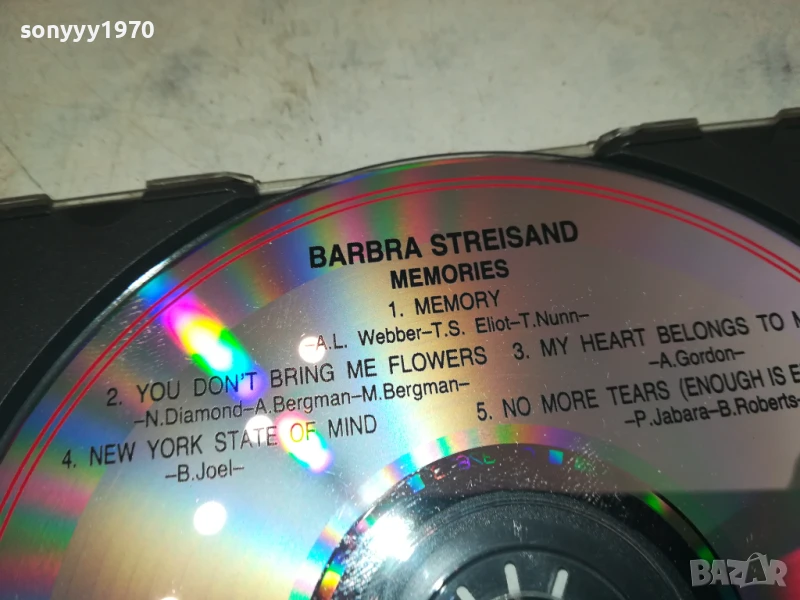 sonyyy1970
BARBRA STREISAND
MEMORIES
1. MEMORY
-A.L. Webber-T.S. Eliot-T.Nunn-
2. YOU DON'T BRING ME FLOWERS
-N.Diamond-A.Bergman-M.Bergman-
3. MY HEART BELONGS TO M
-A.Gordon-
4. NEW YORK STATE OF MIND
-B.Joel-
5. NO MORE TEARS (ENOUGH IS E
-P.Jabara-B.Roberts-
BAZAR